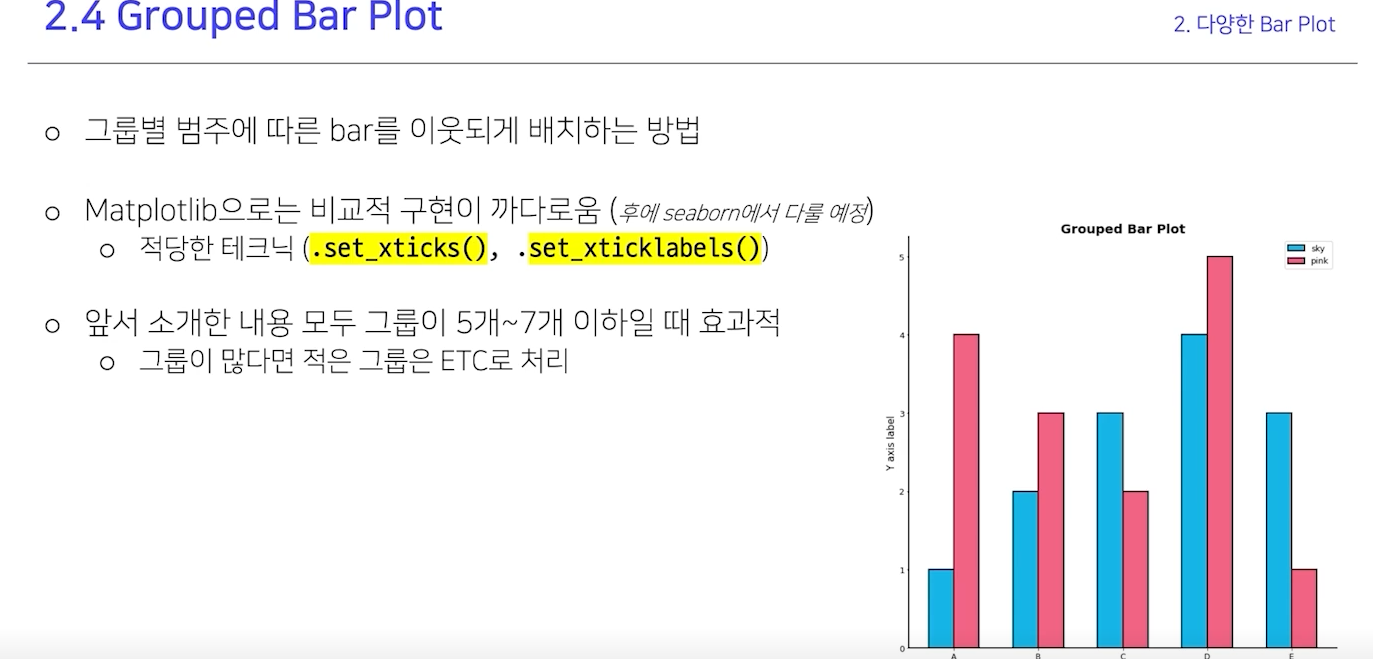 2.4 Grouped Bar Plot
2. 다양한 Bar Plot
그룹별 범주에 따른 bar를 이웃되게 배치하는 방법
Matplotlib으로는 비교적 구현이 까다로움 (후에 seaborn에서 다룰 예정)
적당한 테크닉 (.set_xticks(), .set_xticklabels())
앞서 소개한 내용 모두 그룹이 5개~7개 이하일 때 효과적
그룹이 많다면 적은 그룹은 ETC로 처리
Grouped Bar Plot
sky
pink
Y axis label
5
4
3
2
1
0
A B C D E